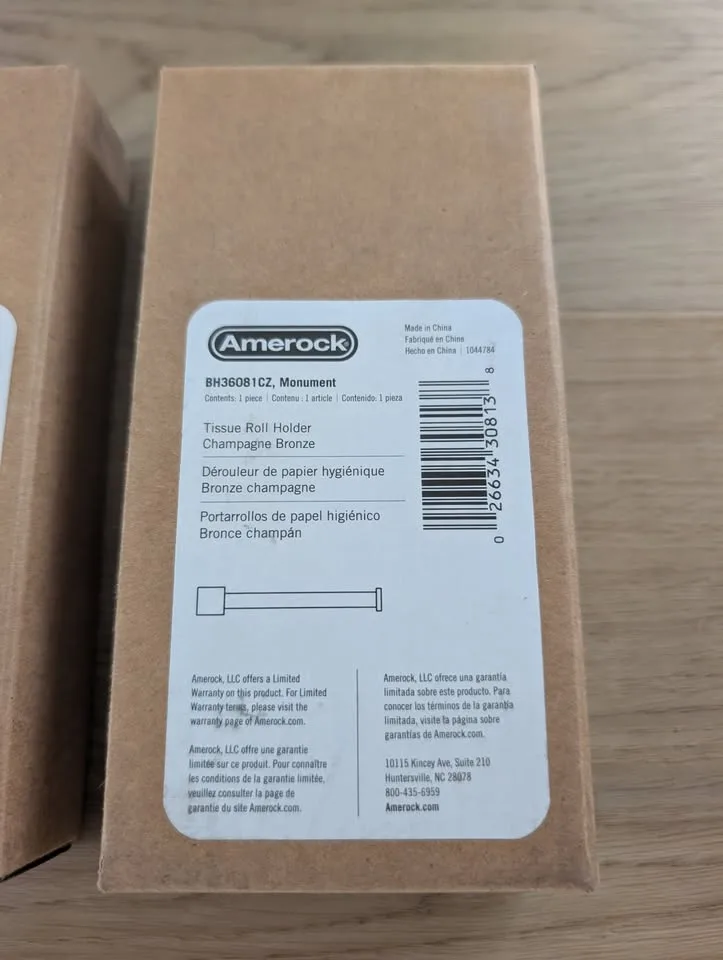 Amerock
Made in China
Fabriqué en Chine
Hecho en China | 1044784
BH36081CZ, Monument
Contents: 1 piece | Contenu : 1 article | Contenido: 1 pieza
Tissue Roll Holder
Champagne Bronze
Dérouleur de papier hygiénique
Bronze champagne
Portarrollos de papel higiénico
Bronce champán
0 26634 30813 8
Amerock, LLC offers a Limited
Warranty on this product. For Limited
Warranty terms, please visit the
warranty page of Amerock.com.
Amerock, LLC offre une garantie
limitée sur ce produit. Pour connaître
les conditions de la garantie limitée,
veuillez consulter la page de
garantie du site Amerock.com.
Amerock, LLC ofrece una garantía
limitada sobre este producto. Para
conocer los términos de la garantía
limitada, visite la página sobre
garantías de Amerock.com.
10115 Kincey Ave, Suite 210
Huntersville, NC 28078
800-435-6959
Amerock.com